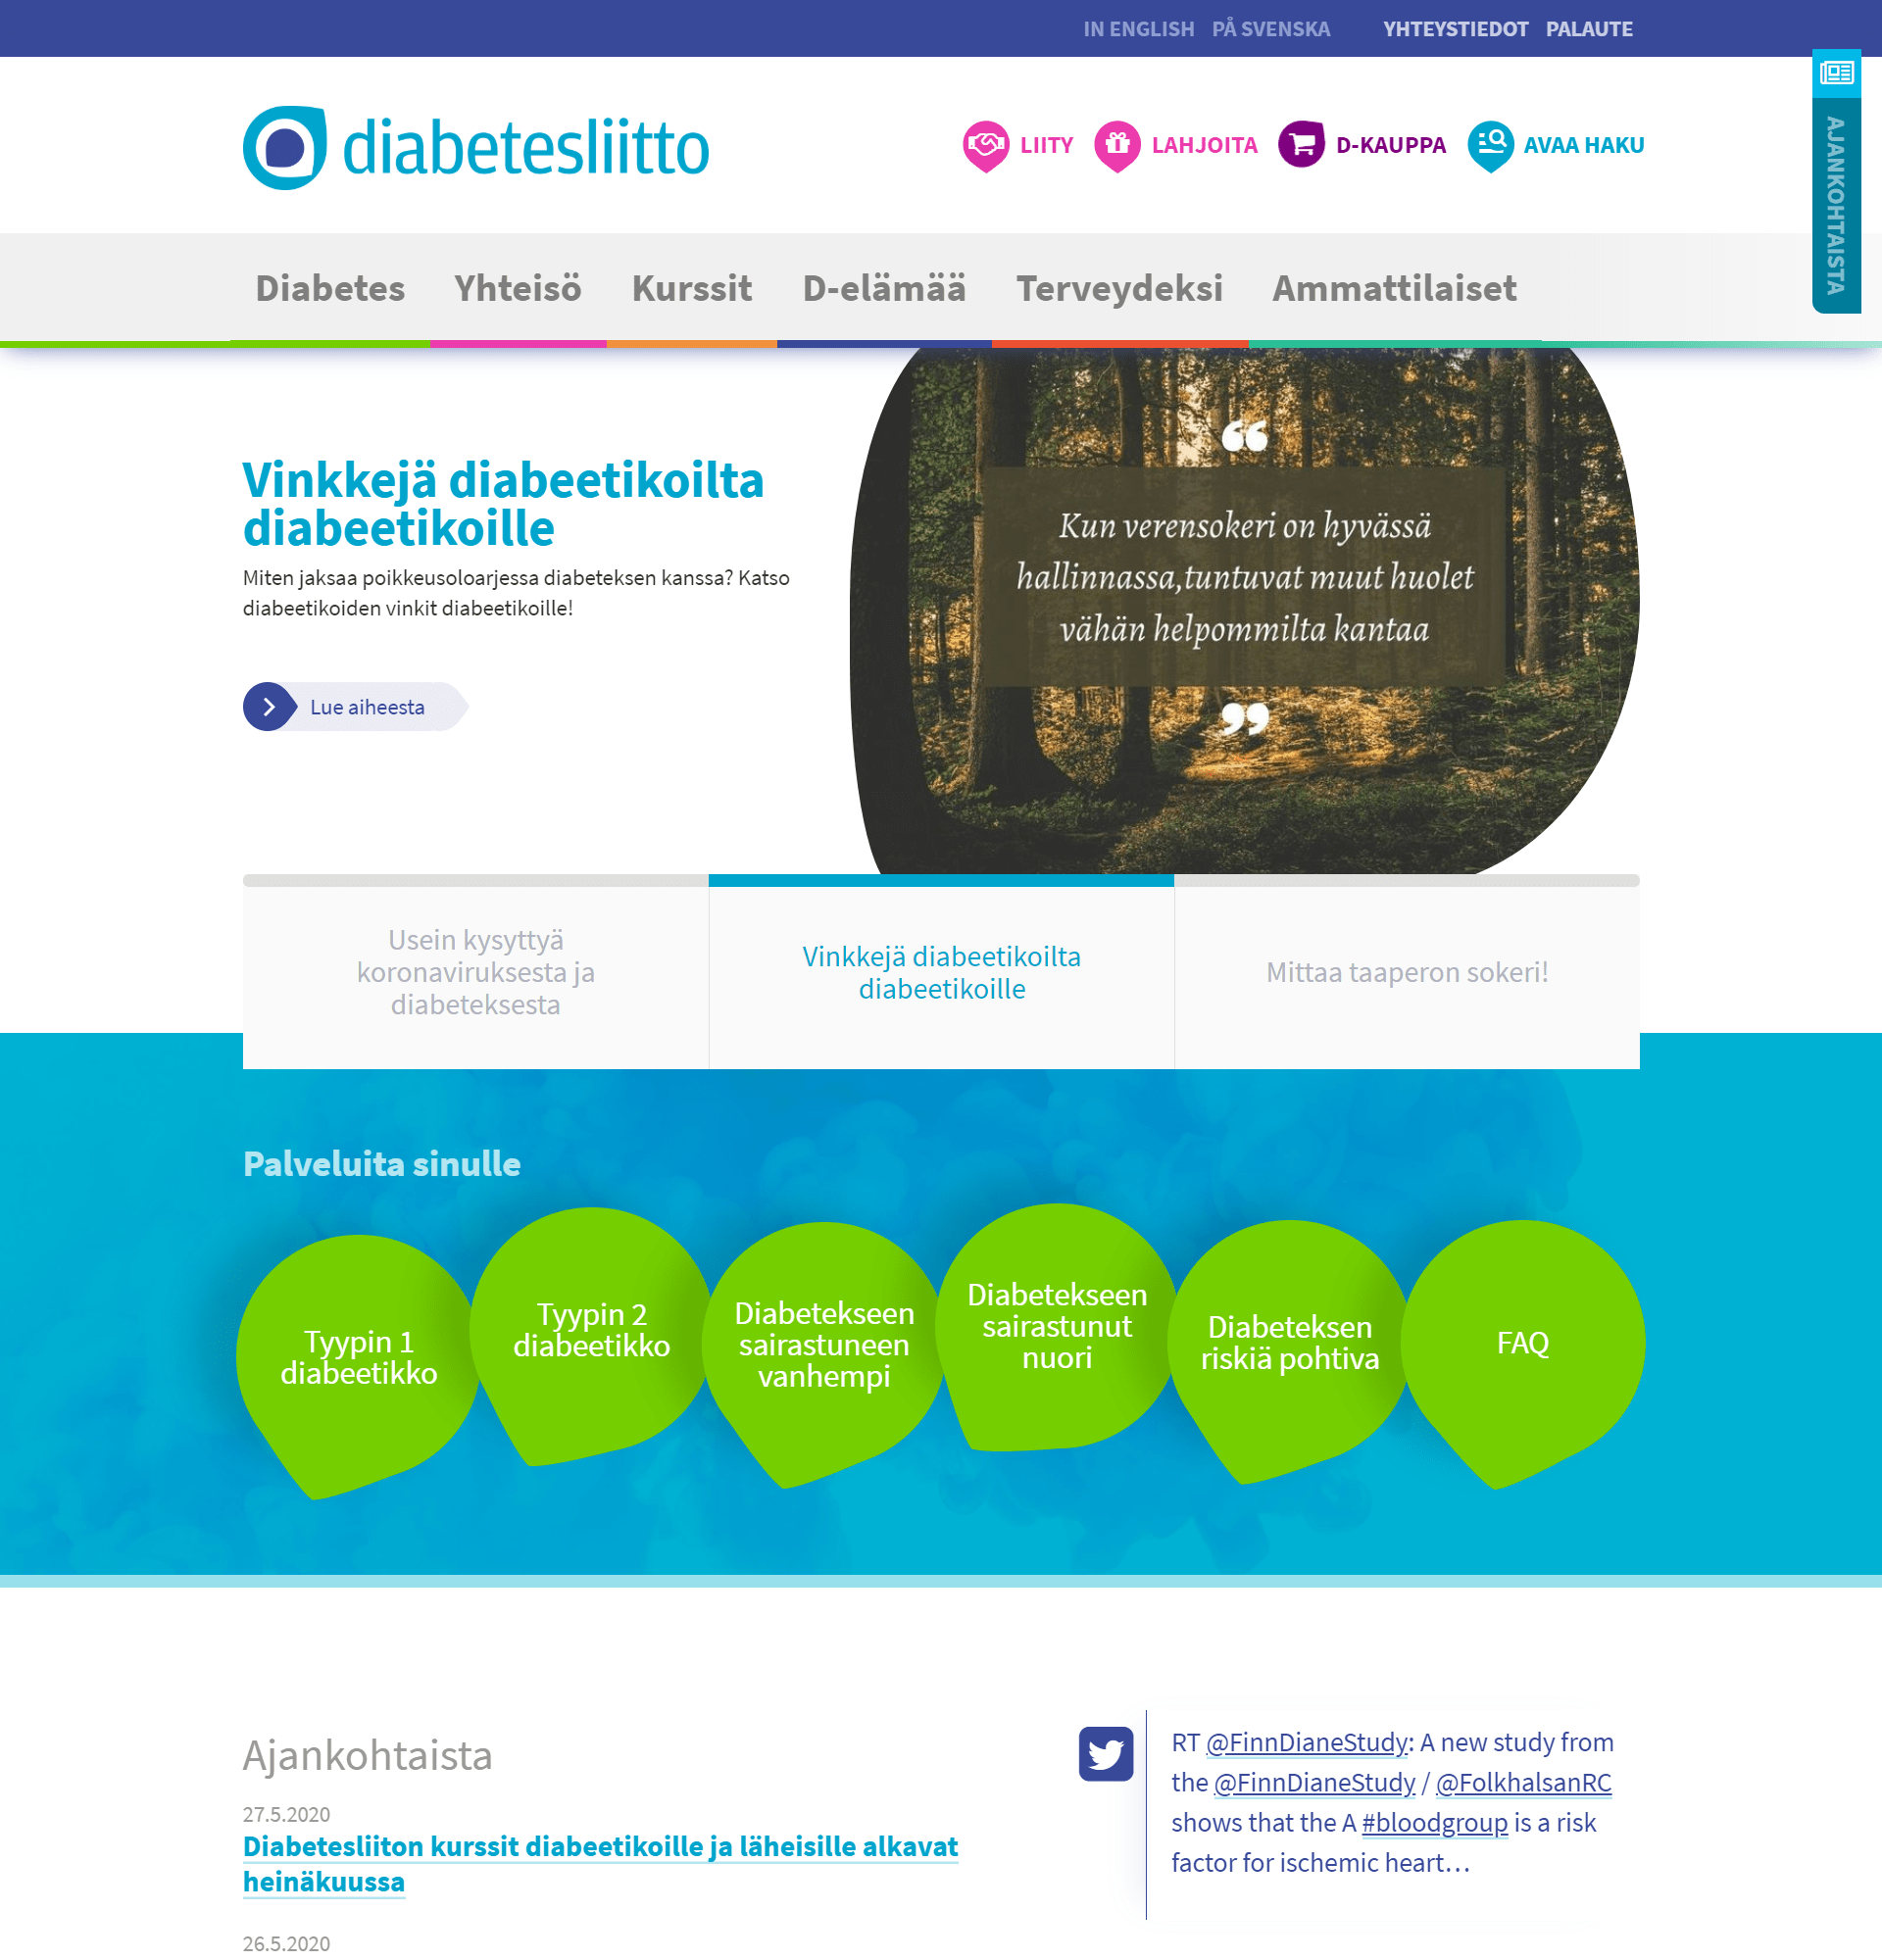 IN ENGLISH PÅ SVENSKA YHTEYSTIEDOT PALAUTE
AJANKOHTAISTA
diabetesliitto
LIITY LAHJOITA D-KAUPPA AVAA HAKU
Diabetes Yhteisö Kurssit D-elämää Terveydeksi Ammattilaiset
Vinkkejä diabeetikoilta
diabeetikoille
Miten jaksaa poikkeusoloarjessa diabeteksen kanssa? Katso
diabeetikoiden vinkit diabeetikoille!
Lue aiheesta
“
Kun verensokeri on hyvässä
hallinnassa,tuntuvat muut huolet
vähän helpommilta kantaa
”
Usein kysyttyä
koronaviruksesta ja
diabeteksesta
Vinkkejä diabeetikoilta
diabeetikoille
Mittaa taaperon sokeri!
Palveluita sinulle
Tyypin 1
diabeetikko
Tyypin 2
diabeetikko
Diabetekseen
sairastuneen
vanhempi
Diabetekseen
sairastunut
nuori
Diabeteksen
riskiä pohtiva
FAQ
Ajankohtaista
27.5.2020
Diabetesliiton kurssit diabeetikoille ja läheisille alkavat
heinäkuussa
26.5.2020
RT @FinnDianeStudy: A new study from
the @FinnDianeStudy / @FolkhalsanRC
shows that the A #bloodgroup is a risk
factor for ischemic heart…